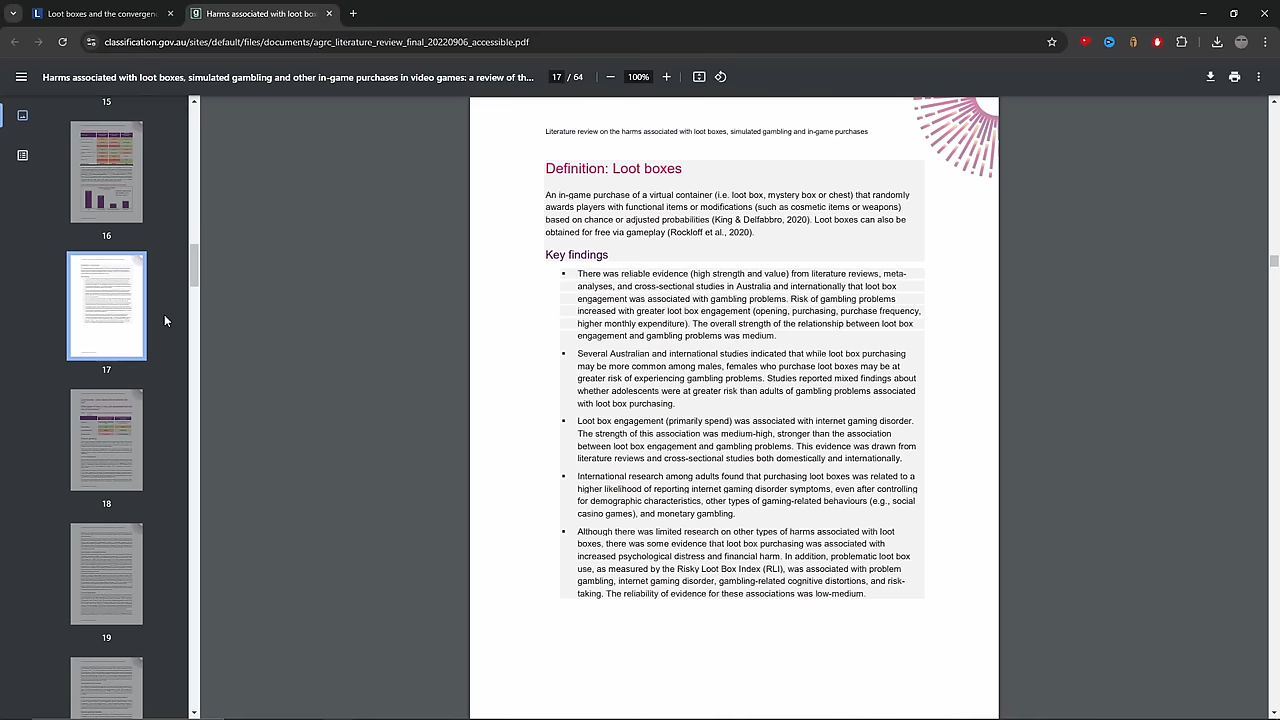 Loot boxes and the convergen
Harms associated with loot box
classification.gov.au/sites/default/files/documents/agrc_literature_review_final_20220906_accessible.pdf
Harms associated with loot boxes, simulated gambling and other in-game purchases in video games: a review of th...
17 / 64
100%
15
16
17
18
19
Literature review on the harms associated with loot boxes, simulated gambling and in-game purchases
Definition: Loot boxes
An in-game purchase of a virtual container (i.e. loot box, mystery box or chest) that randomly
awards players with functional items or modifications (such as cosmetic items or weapons)
based on chance or adjusted probabilities (King & Delfabbro, 2020). Loot boxes can also be
obtained for free via gameplay (Rockloff et al., 2020).
Key findings
▪ There was reliable evidence (high strength and value) from literature reviews, meta-
analyses, and cross-sectional studies in Australia and internationally that loot box
engagement was associated with gambling problems. Risk of gambling problems
increased with greater loot box engagement (opening, purchasing, purchase frequency,
higher monthly expenditure). The overall strength of the relationship between loot box
engagement and gambling problems was medium.
▪ Several Australian and international studies indicated that while loot box purchasing
may be more common among males, females who purchase loot boxes may be at
greater risk of experiencing gambling problems. Studies reported mixed findings about
whether adolescents were at greater risk than adults of gambling problems associated
with loot box purchasing.
▪ Loot box engagement (primarily spend) was associated with internet gaming disorder.
The strength of this association was medium-high, stronger than the association
between loot box engagement and gambling problems. This evidence was drawn from
literature reviews and cross-sectional studies both domestically and internationally.
▪ International research among adults found that purchasing loot boxes was related to a
higher likelihood of reporting internet gaming disorder symptoms, even after controlling
for demographic characteristics, other types of gaming-related behaviours (e.g., social
casino games), and monetary gambling.
▪ Although there was limited research on other types of harms associated with loot
boxes, there was some evidence that loot box purchasing was associated with
increased psychological distress and financial harm. In addition, problematic loot box
use, as measured by the Risky Loot Box Index (RLI), was associated with problem
gambling, internet gaming disorder, gambling-related cognitive distortions, and risk-
taking. The reliability of evidence for these associations was low-medium.